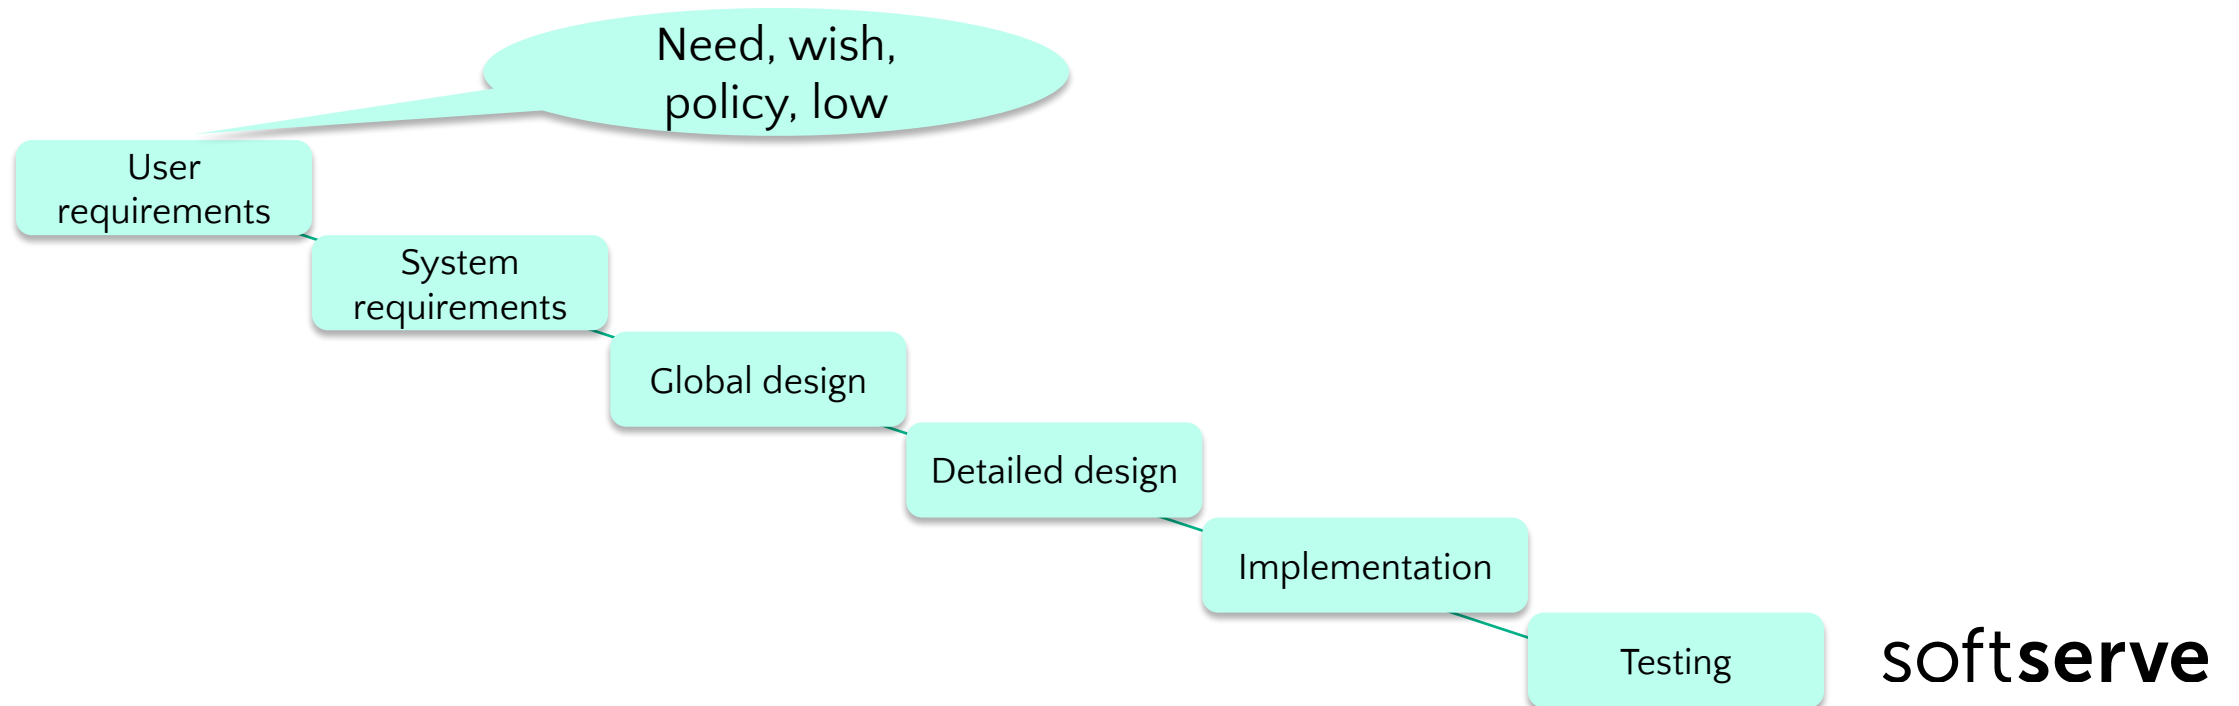 Need, wish,
policy, low
User
requirements
System
requirements
Global design
Detailed design
Implementation
Testing
softserve